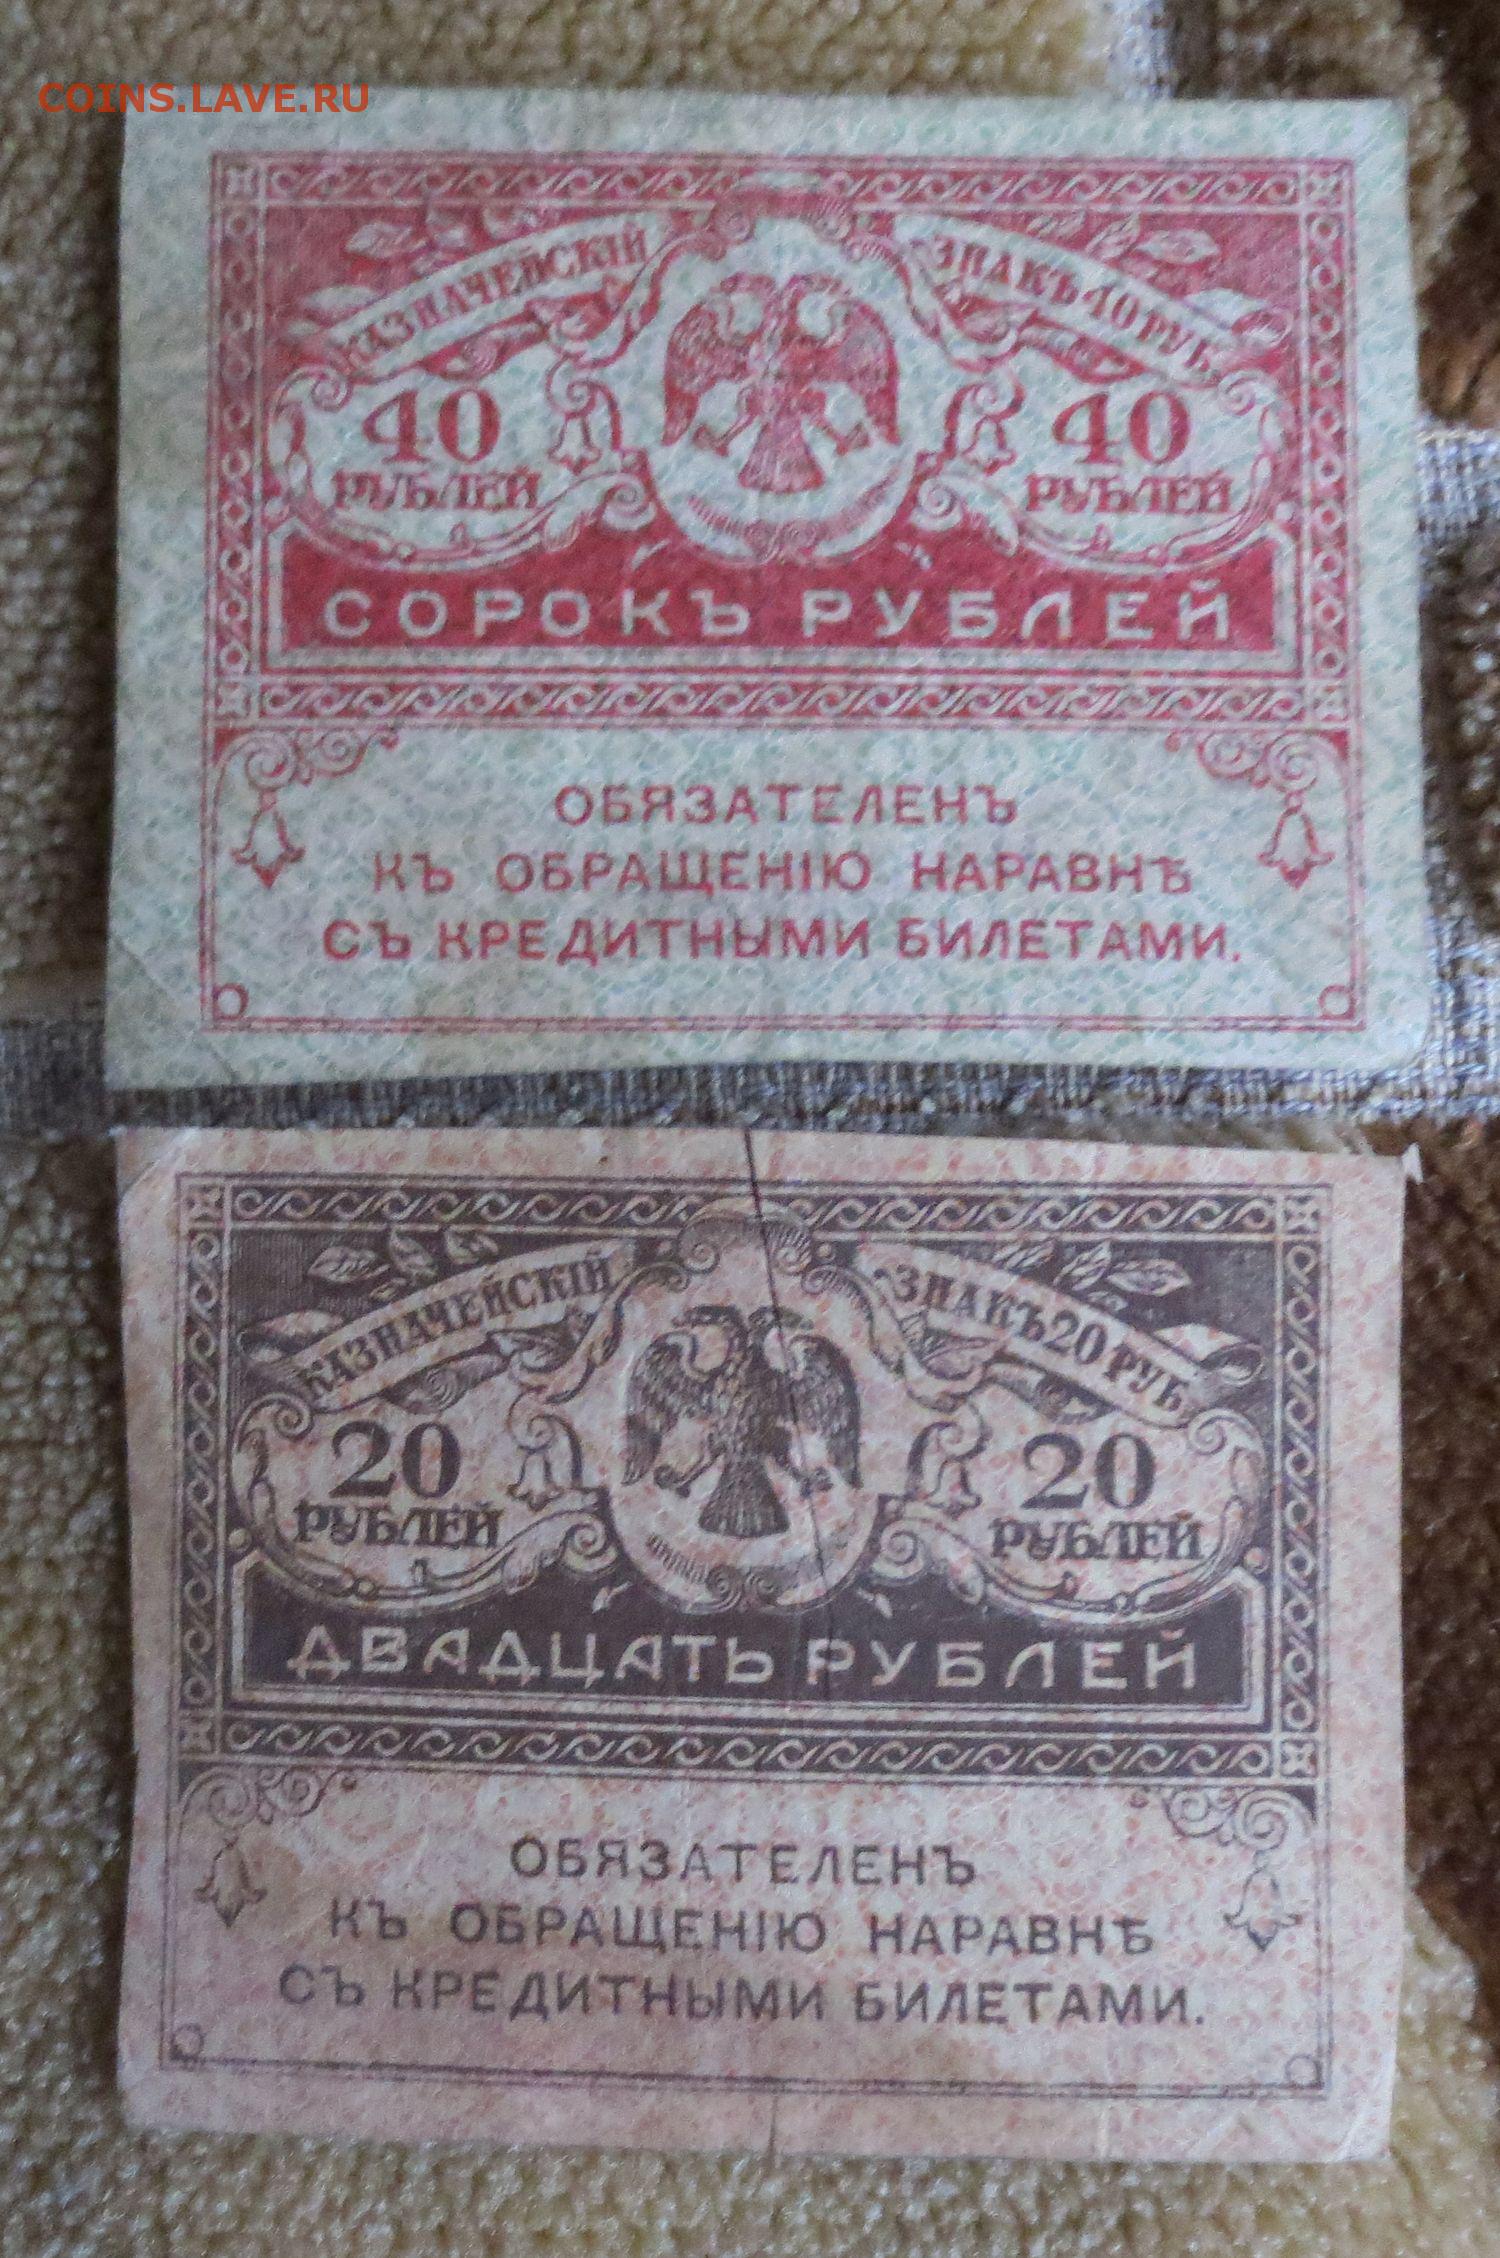 COINS.LAVE.RU
КАЗНАЧЕЙСКІЙ ЗНАКЪ 40 РУБ.
40 РУБЛЕЙ 40 РУБЛЕЙ
СОРОКЪ РУБЛЕЙ
ОБЯЗАТЕЛЕНЪ
КЪ ОБРАЩЕНІЮ НАРАВНѢ
СЪ КРЕДИТНЫМИ БИЛЕТАМИ.
КАЗНАЧЕЙСКІЙ ЗНАКЪ 20 РУБ.
20 РУБЛЕЙ 20 РУБЛЕЙ
ДВАДЦАТЬ РУБЛЕЙ
ОБЯЗАТЕЛЕНЪ
КЪ ОБРАЩЕНІЮ НАРАВНѢ
СЪ КРЕДИТНЫМИ БИЛЕТАМИ.